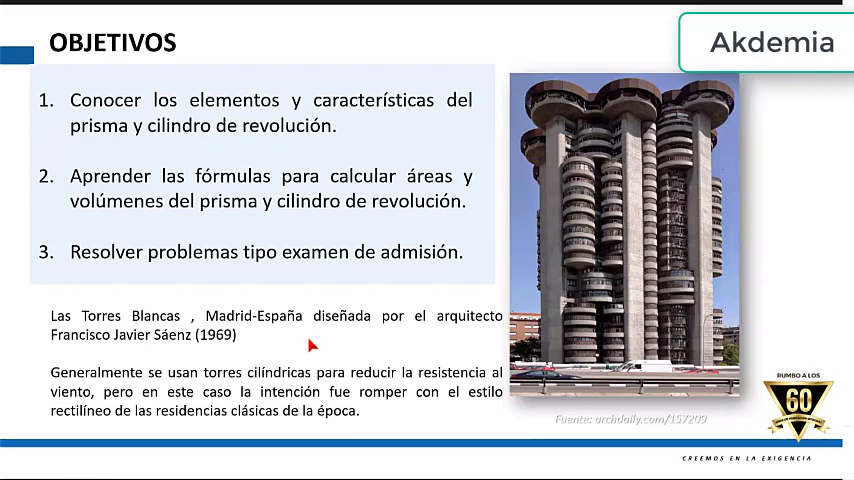 OBJETIVOS
Akdemia
1. Conocer los elementos y características del
prisma y cilindro de revolución.
2. Aprender las fórmulas para calcular áreas y
volúmenes del prisma y cilindro de revolución.
3. Resolver problemas tipo examen de admisión.
Las Torres Blancas , Madrid-España diseñada por el arquitecto
Francisco Javier Sáenz (1969)
Generalmente se usan torres cilíndricas para reducir la resistencia al
viento, pero en este caso la intención fue romper con el estilo
rectilíneo de las residencias clásicas de la época.
Fuente: archdaily.com/157209
RUMBO A LOS
60
CREEMOS EN LA EXIGENCIA